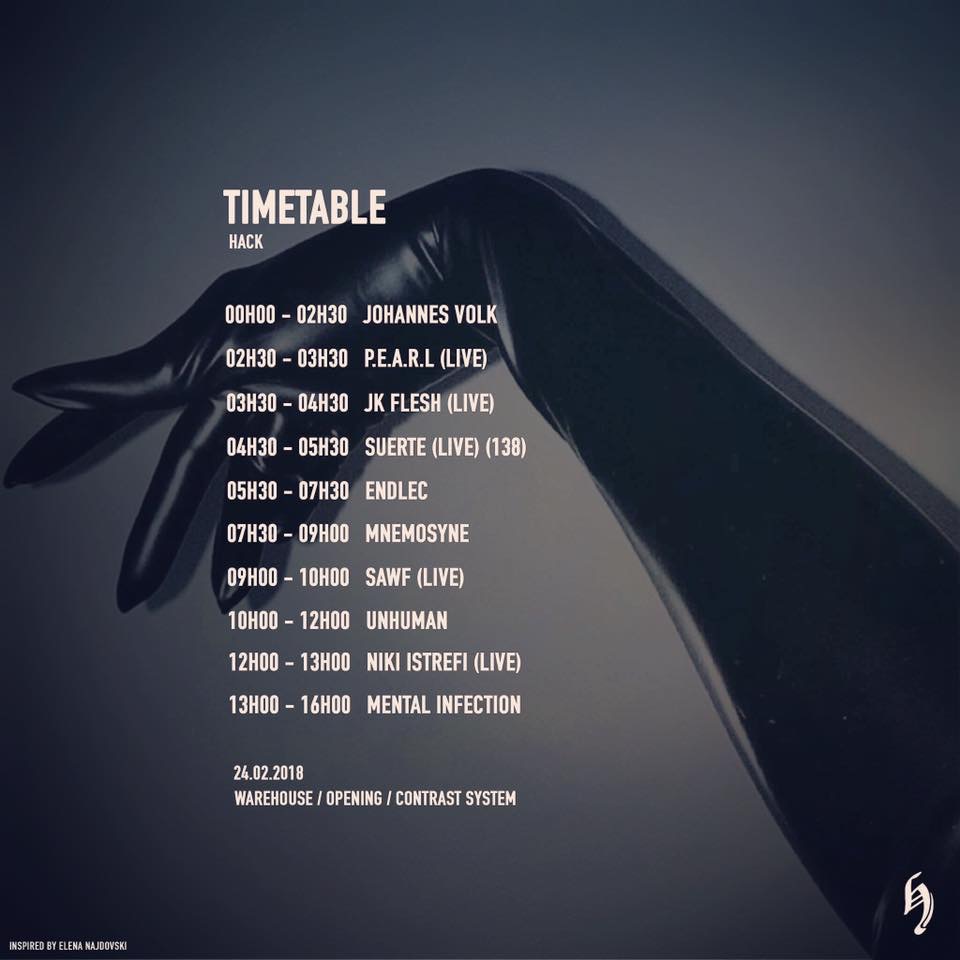 TIMETABLE
HACK
00H00 - 02H30 JOHANNES VOLK
02H30 - 03H30 P.E.A.R.L (LIVE)
03H30 - 04H30 JK FLESH (LIVE)
04H30 - 05H30 SUERTE (LIVE) (138)
05H30 - 07H30 ENDLEC
07H30 - 09H00 MNEMOSYNE
09H00 - 10H00 SAWF (LIVE)
10H00 - 12H00 UNHUMAN
12H00 - 13H00 NIKI ISTREFI (LIVE)
13H00 - 16H00 MENTAL INFECTION
24.02.2018
WAREHOUSE / OPENING / CONTRAST SYSTEM
INSPIRED BY ELENA NAJDOVSKI